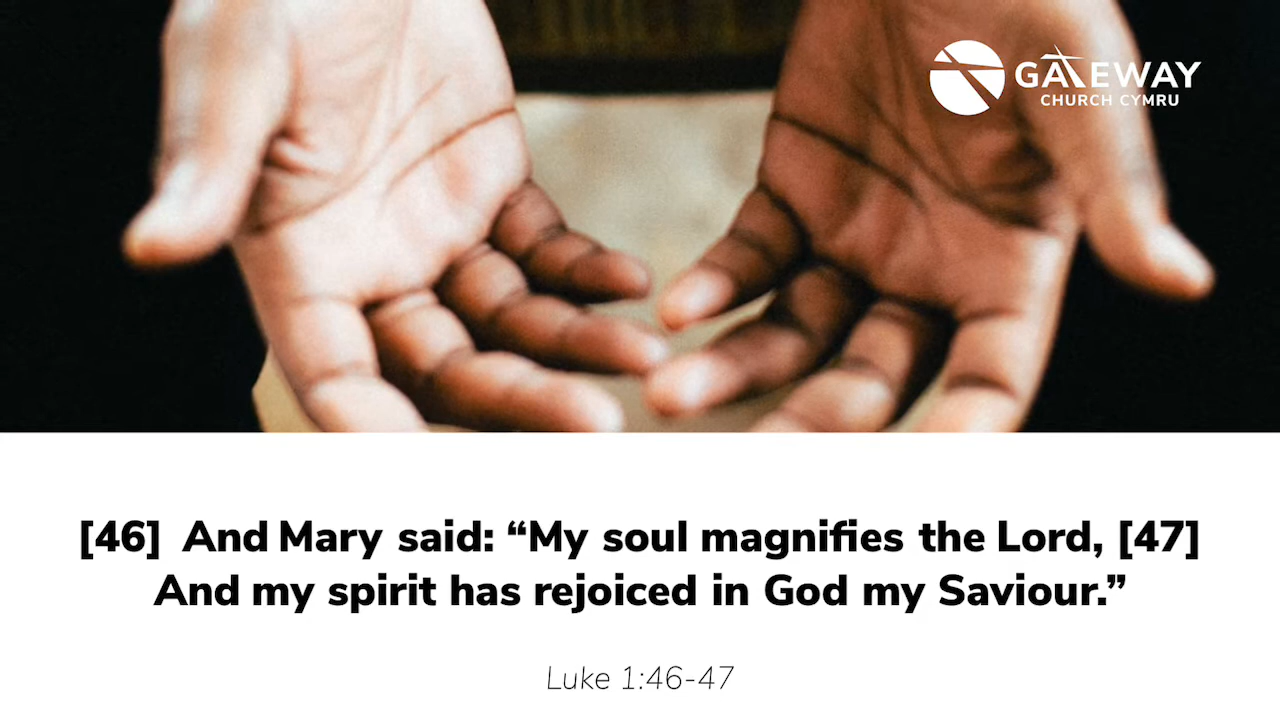 GATEWAY
CHURCH CYMRU
[46] And Mary said: “My soul magnifies the Lord, [47]
And my spirit has rejoiced in God my Saviour.”
Luke 1:46-47